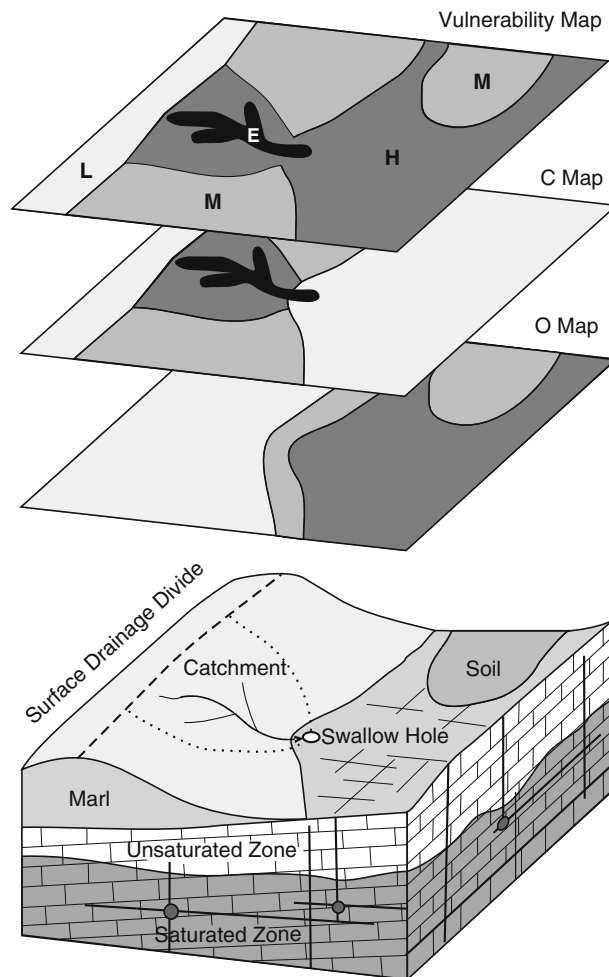 Vulnerability Map
M
E
L
H
M
C Map
O Map
Surface Drainage Divide
Catchment
Soil
Swallow Hole
Marl
Unsaturated Zone
Saturated Zone